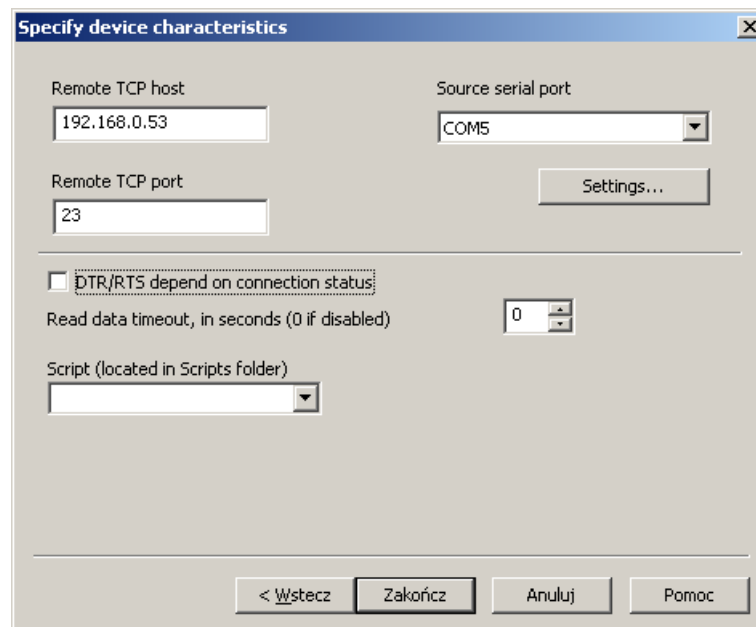 Specify device characteristics
Remote TCP host
Source serial port
192.168.0.53
COM5
Remote TCP port
Settings...
23
DTR/RTS depend on connection status
Read data timeout, in seconds (0 if disabled)
0
Script (located in Scripts folder)
< Wstecz
Zakończ
Anuluj
Pomoc